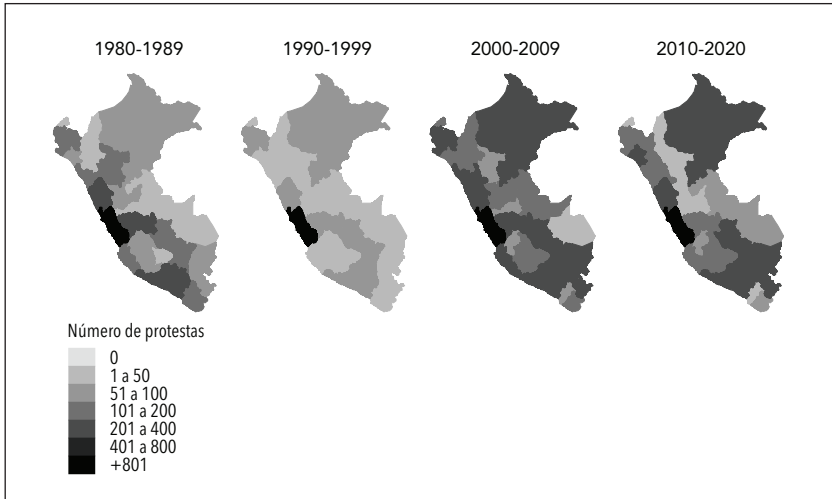 1980-1989
1990-1999
2000-2009
2010-2020
Número de protestas
0
1 a 50
51 a 100
101 a 200
201 a 400
401 a 800
+801